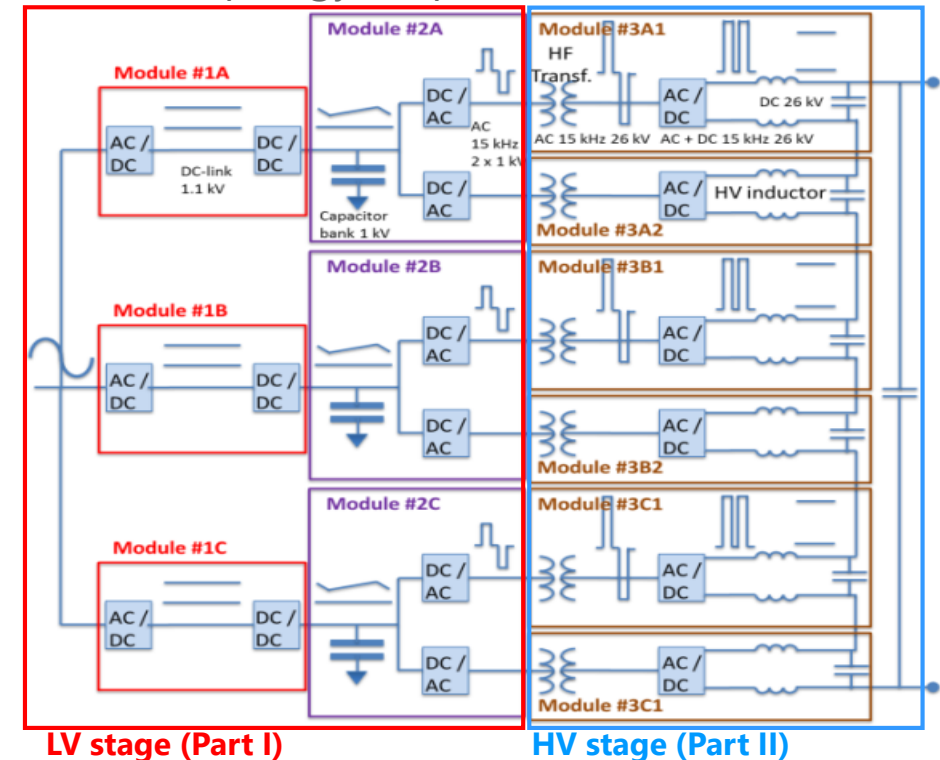 Module #1A
AC /
DC
DC-link
1.1 kV
DC /
DC
Module #2A
Capacitor
bank 1 kV
DC /
AC
AC
15 kHz
2 x 1 kV
DC /
AC
Module #3A1
HF
Transf.
AC 15 kHz 26 kV
AC /
DC
DC 26 kV
AC + DC 15 kHz 26 kV
AC /
DC
HV inductor
Module #3A2
Module #1B
AC /
DC
DC /
DC
Module #2B
DC /
AC
DC /
AC
Module #3B1
AC /
DC
AC /
DC
Module #3B2
Module #1C
AC /
DC
DC /
DC
Module #2C
DC /
AC
DC /
AC
Module #3C1
AC /
DC
AC /
DC
Module #3C1
LV stage (Part I)
HV stage (Part II)